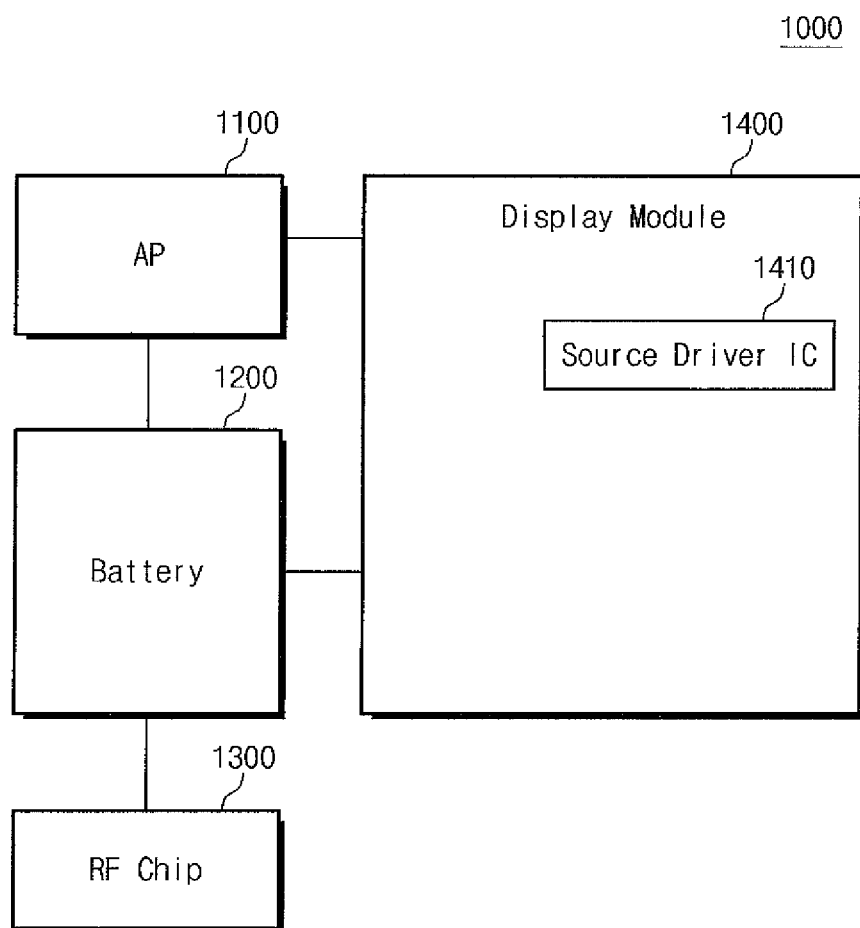 1000
1100
1400
AP
Display Module
1410
Source Driver IC
1200
Battery
1300
RF Chip